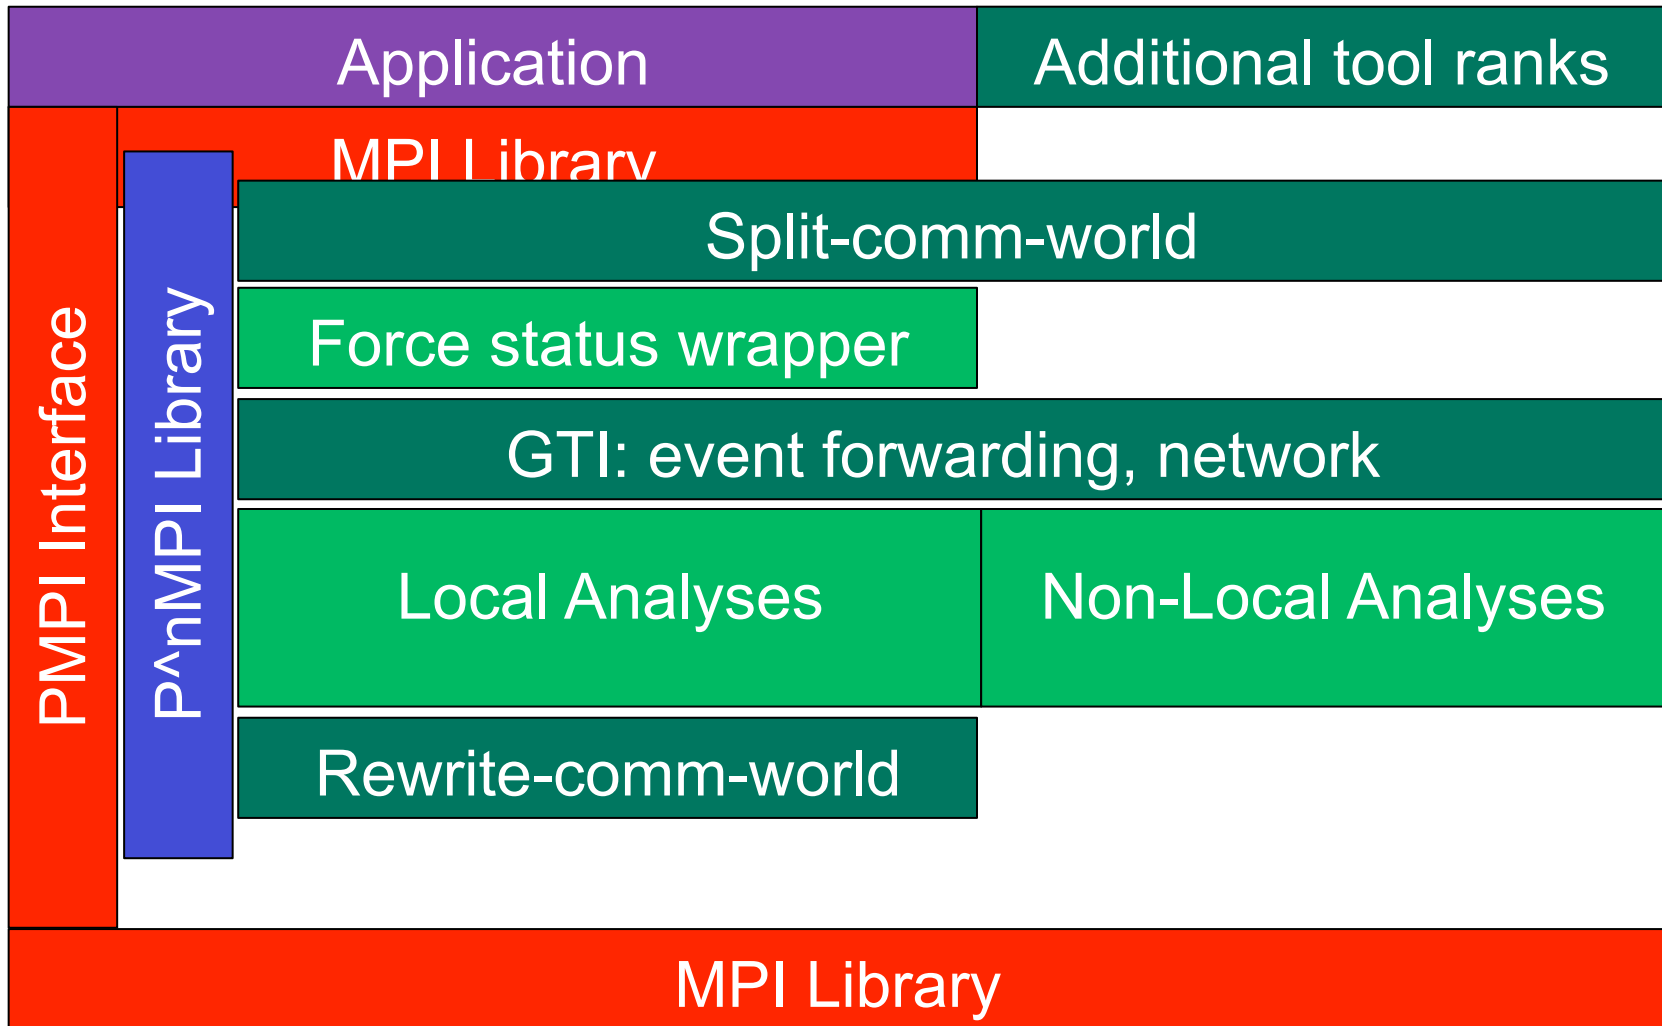 Application
Additional tool ranks
MPI Library
Split-comm-world
Force status wrapper
GTI: event forwarding, network
Local Analyses
Non-Local Analyses
Rewrite-comm-world
PMPI Interface
P^nMPI Library
MPI Library